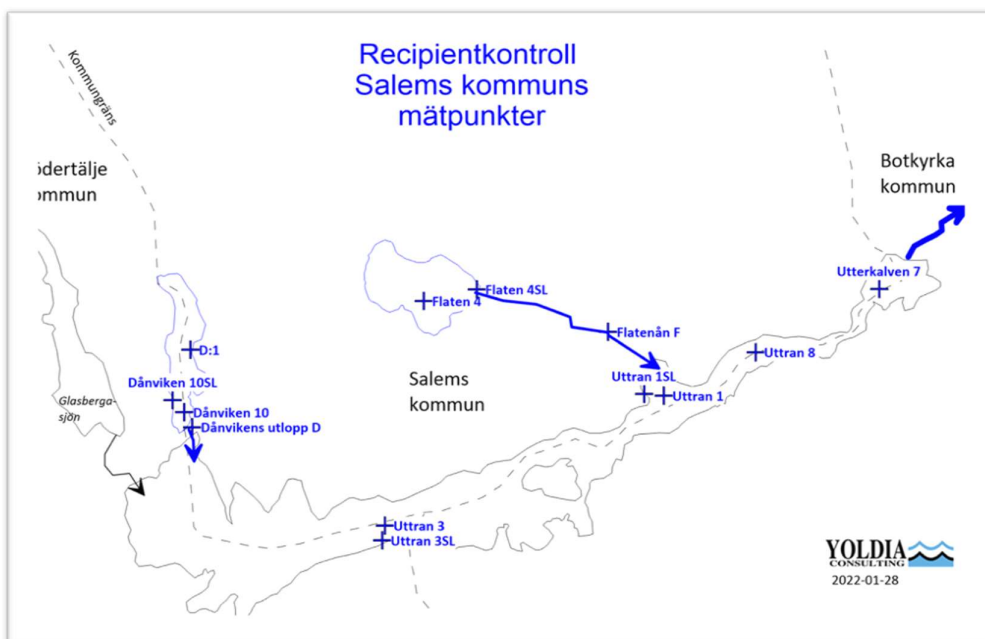 Recipientkontroll
Salems kommuns
mätpunkter
Kommungräns
ödertälje
ommun
Botkyrka
kommun
Utterkalven 7
Flaten 4SL
Flaten 4
Flatenån F
D:1
Uttran 8
Dånviken 10SL
Salems
kommun
Uttran 1SL
Uttran 1
Glasberga-
sjön
Dånviken 10
Dånvikens utlopp D
Uttran 3
Uttran 3SL
YOLDIA
CONSULTING
2022-01-28